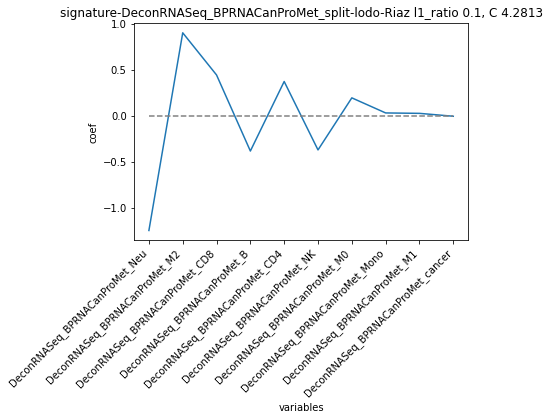 signature-DeconRNASeq_BPRNACanProMet_split-lodo-Riaz l1_ratio 0.1, C 4.2813
1.0
0.5
0.0
−0.5
−1.0
coef
DeconRNASeq_BPRNACanProMet_Neu
DeconRNASeq_BPRNACanProMet_M2
DeconRNASeq_BPRNACanProMet_CD8
DeconRNASeq_BPRNACanProMet_B
DeconRNASeq_BPRNACanProMet_CD4
DeconRNASeq_BPRNACanProMet_NK
DeconRNASeq_BPRNACanProMet_M0
DeconRNASeq_BPRNACanProMet_Mono
DeconRNASeq_BPRNACanProMet_M1
DeconRNASeq_BPRNACanProMet_cancer
variables